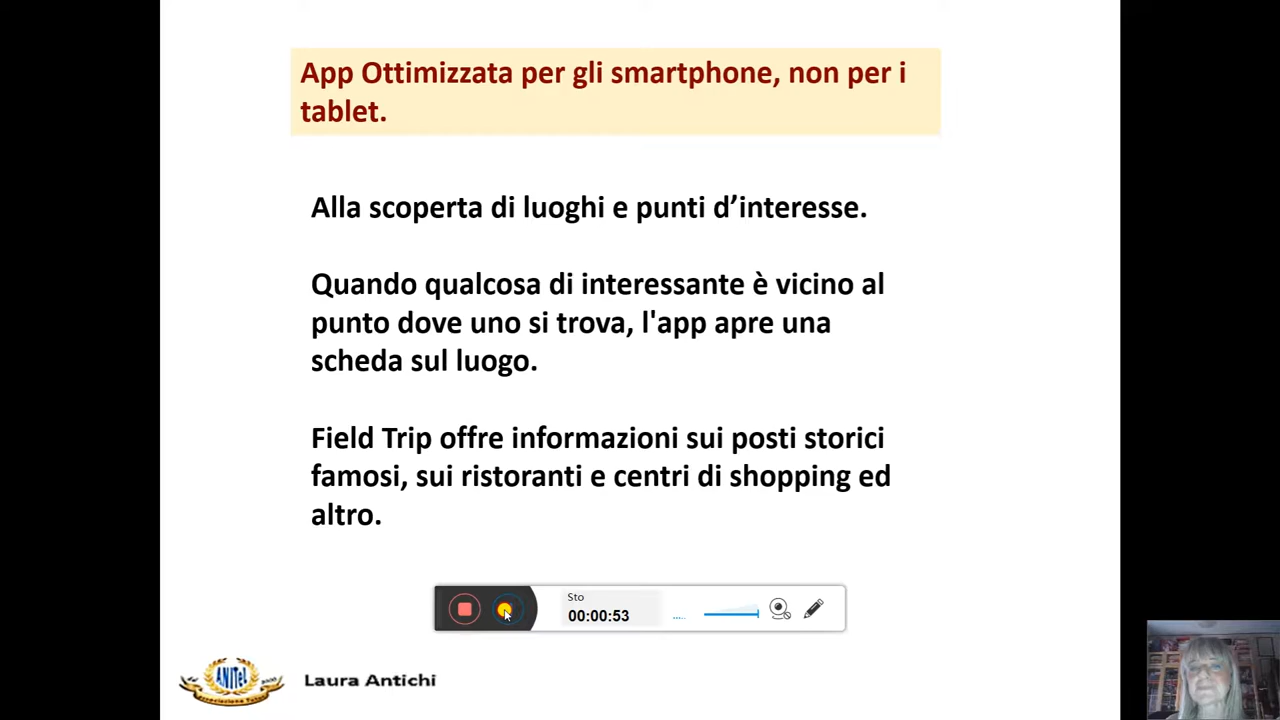 App Ottimizzata per gli smartphone, non per i
tablet.
Alla scoperta di luoghi e punti d’interesse.
Quando qualcosa di interessante è vicino al
punto dove uno si trova, l'app apre una
scheda sul luogo.
Field Trip offre informazioni sui posti storici
famosi, sui ristoranti e centri di shopping ed
altro.
Sto
00:00:53
ANITeL
Laura Antichi